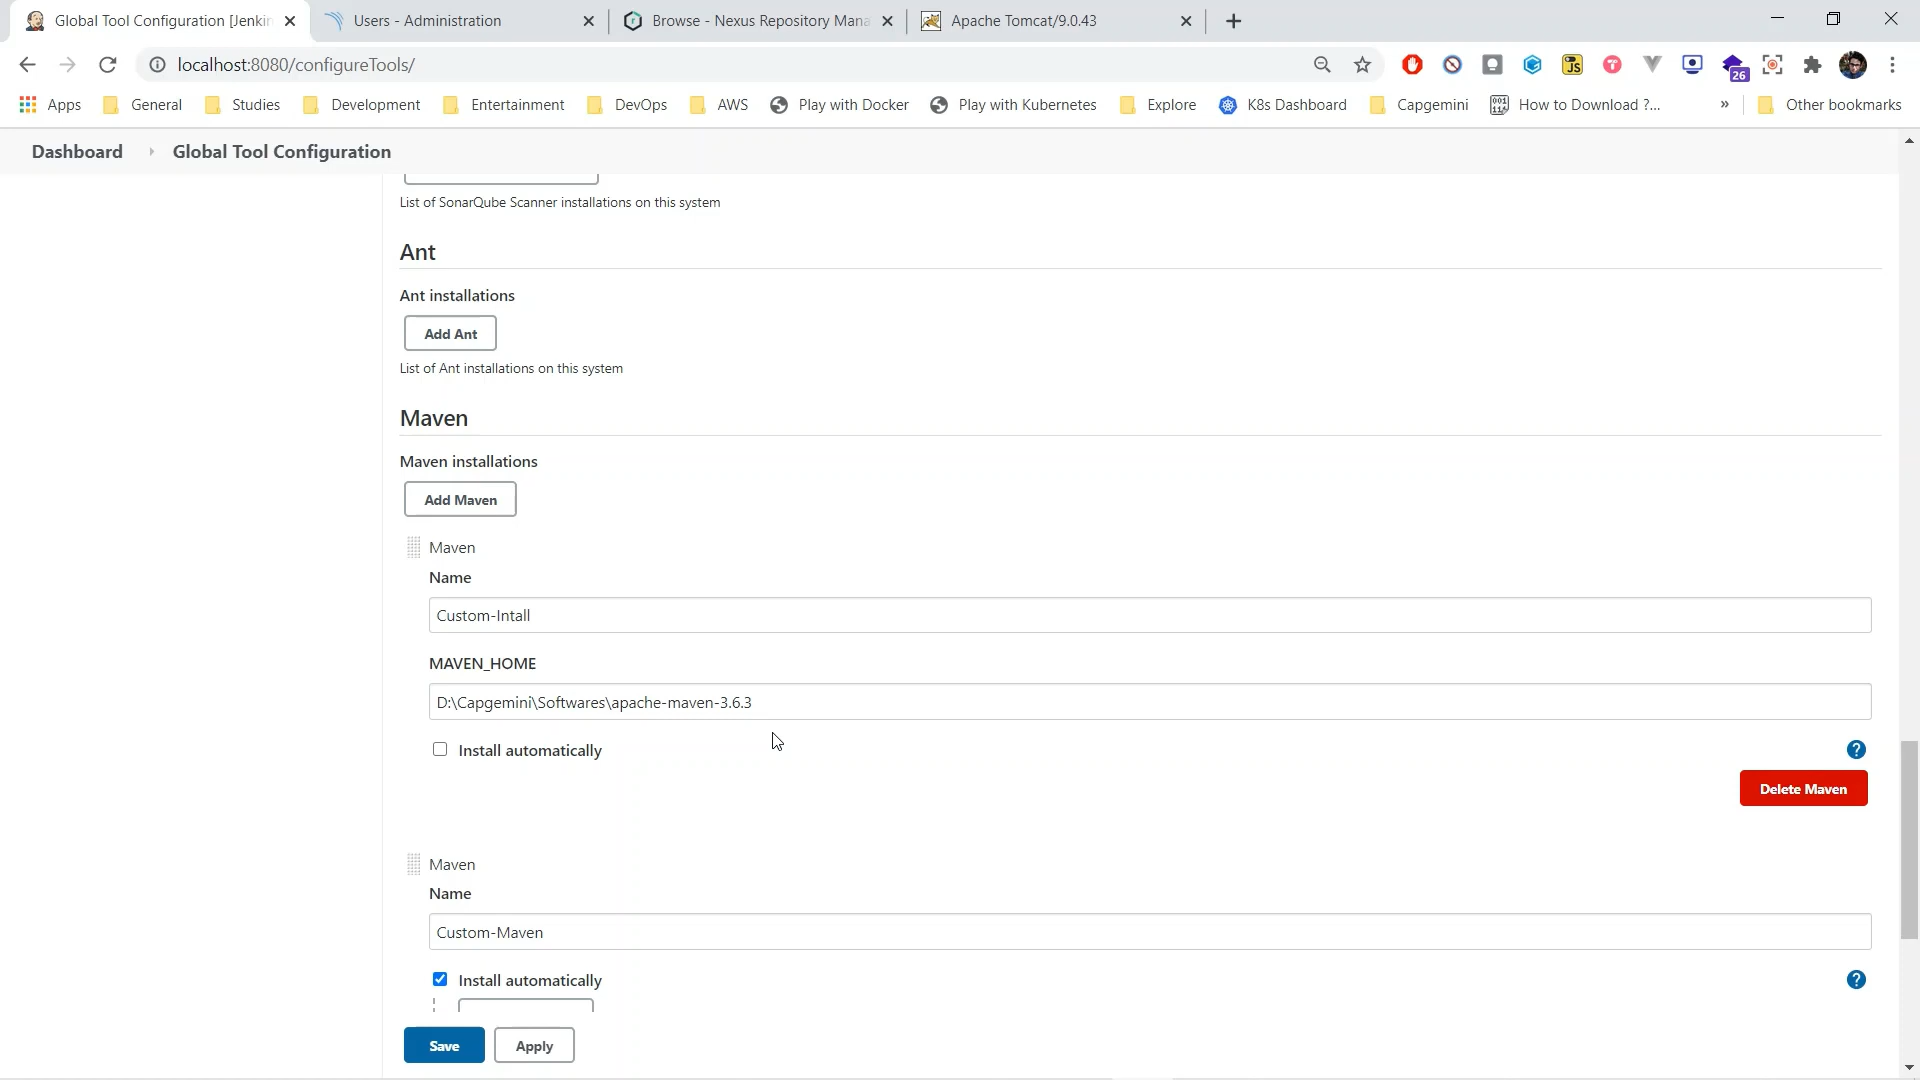 Global Tool Configuration [Jenkin
Users - Administration
Browse - Nexus Repository Mana
Apache Tomcat/9.0.43
localhost:8080/configureTools/
JS
26
Apps
General
Studies
Development
Entertainment
DevOps
AWS
Play with Docker
Play with Kubernetes
Explore
K8s Dashboard
Capgemini
How to Download ?...
»
Other bookmarks
Dashboard
Global Tool Configuration
List of SonarQube Scanner installations on this system
Ant
Ant installations
Add Ant
List of Ant installations on this system
Maven
Maven installations
Add Maven
Maven
Name
Custom-Intall
MAVEN_HOME
D:\Capgemini\Softwares\apache-maven-3.6.3
Install automatically
?
Delete Maven
Maven
Name
Custom-Maven
Install automatically
?
Save
Apply